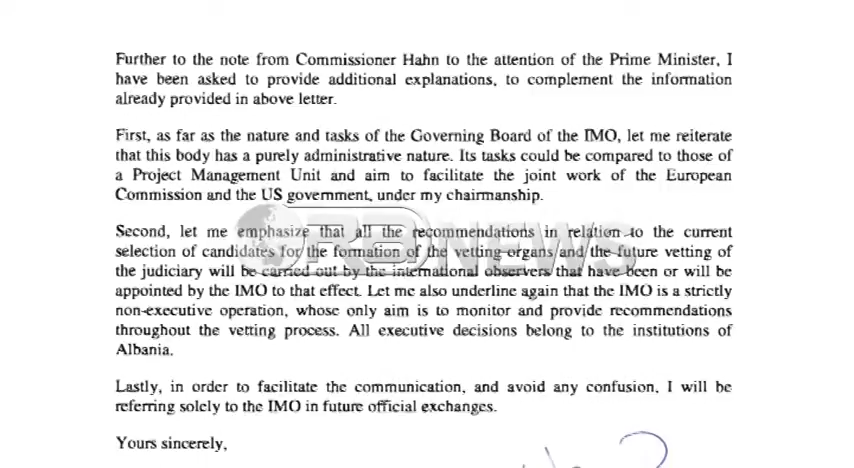 Further to the note from Commissioner Hahn to the attention of the Prime Minister, I
have been asked to provide additional explanations, to complement the information
already provided in above letter.
First, as far as the nature and tasks of the Governing Board of the IMO, let me reiterate
that this body has a purely administrative nature. Its tasks could be compared to those of
a Project Management Unit and aim to facilitate the joint work of the European
Commission and the US government, under my chairmanship.
Second, let me emphasize that all the recommendations in relation to the current
selection of candidates for the formation of the vetting organs and the future vetting of
the judiciary will be carried out by the international observers that have been or will be
appointed by the IMO to that effect. Let me also underline again that the IMO is a strictly
non-executive operation, whose only aim is to monitor and provide recommendations
throughout the vetting process. All executive decisions belong to the institutions of
Albania.
Lastly, in order to facilitate the communication, and avoid any confusion, I will be
referring solely to the IMO in future official exchanges.
Yours sincerely,
NEWS